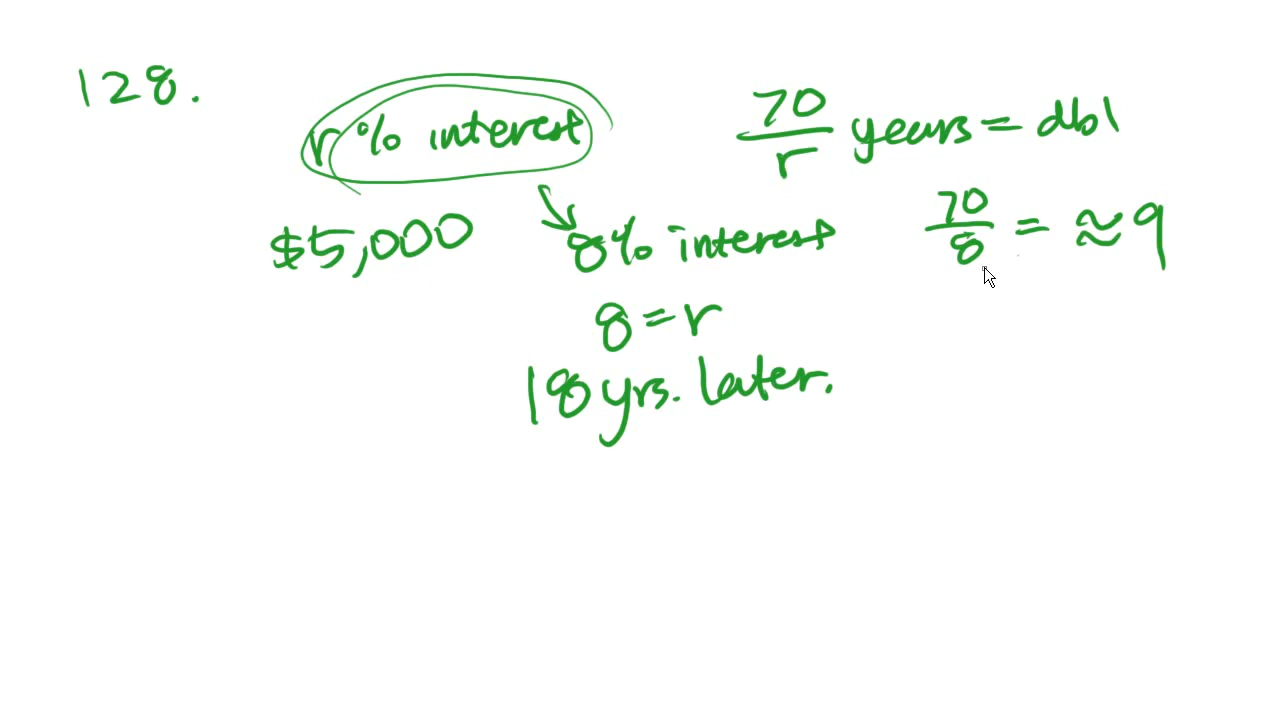 128.
r % interest
70/r years = dbl
$5,000
8% interest
70/8 = ≈ 9
8 = r
18 yrs. later.